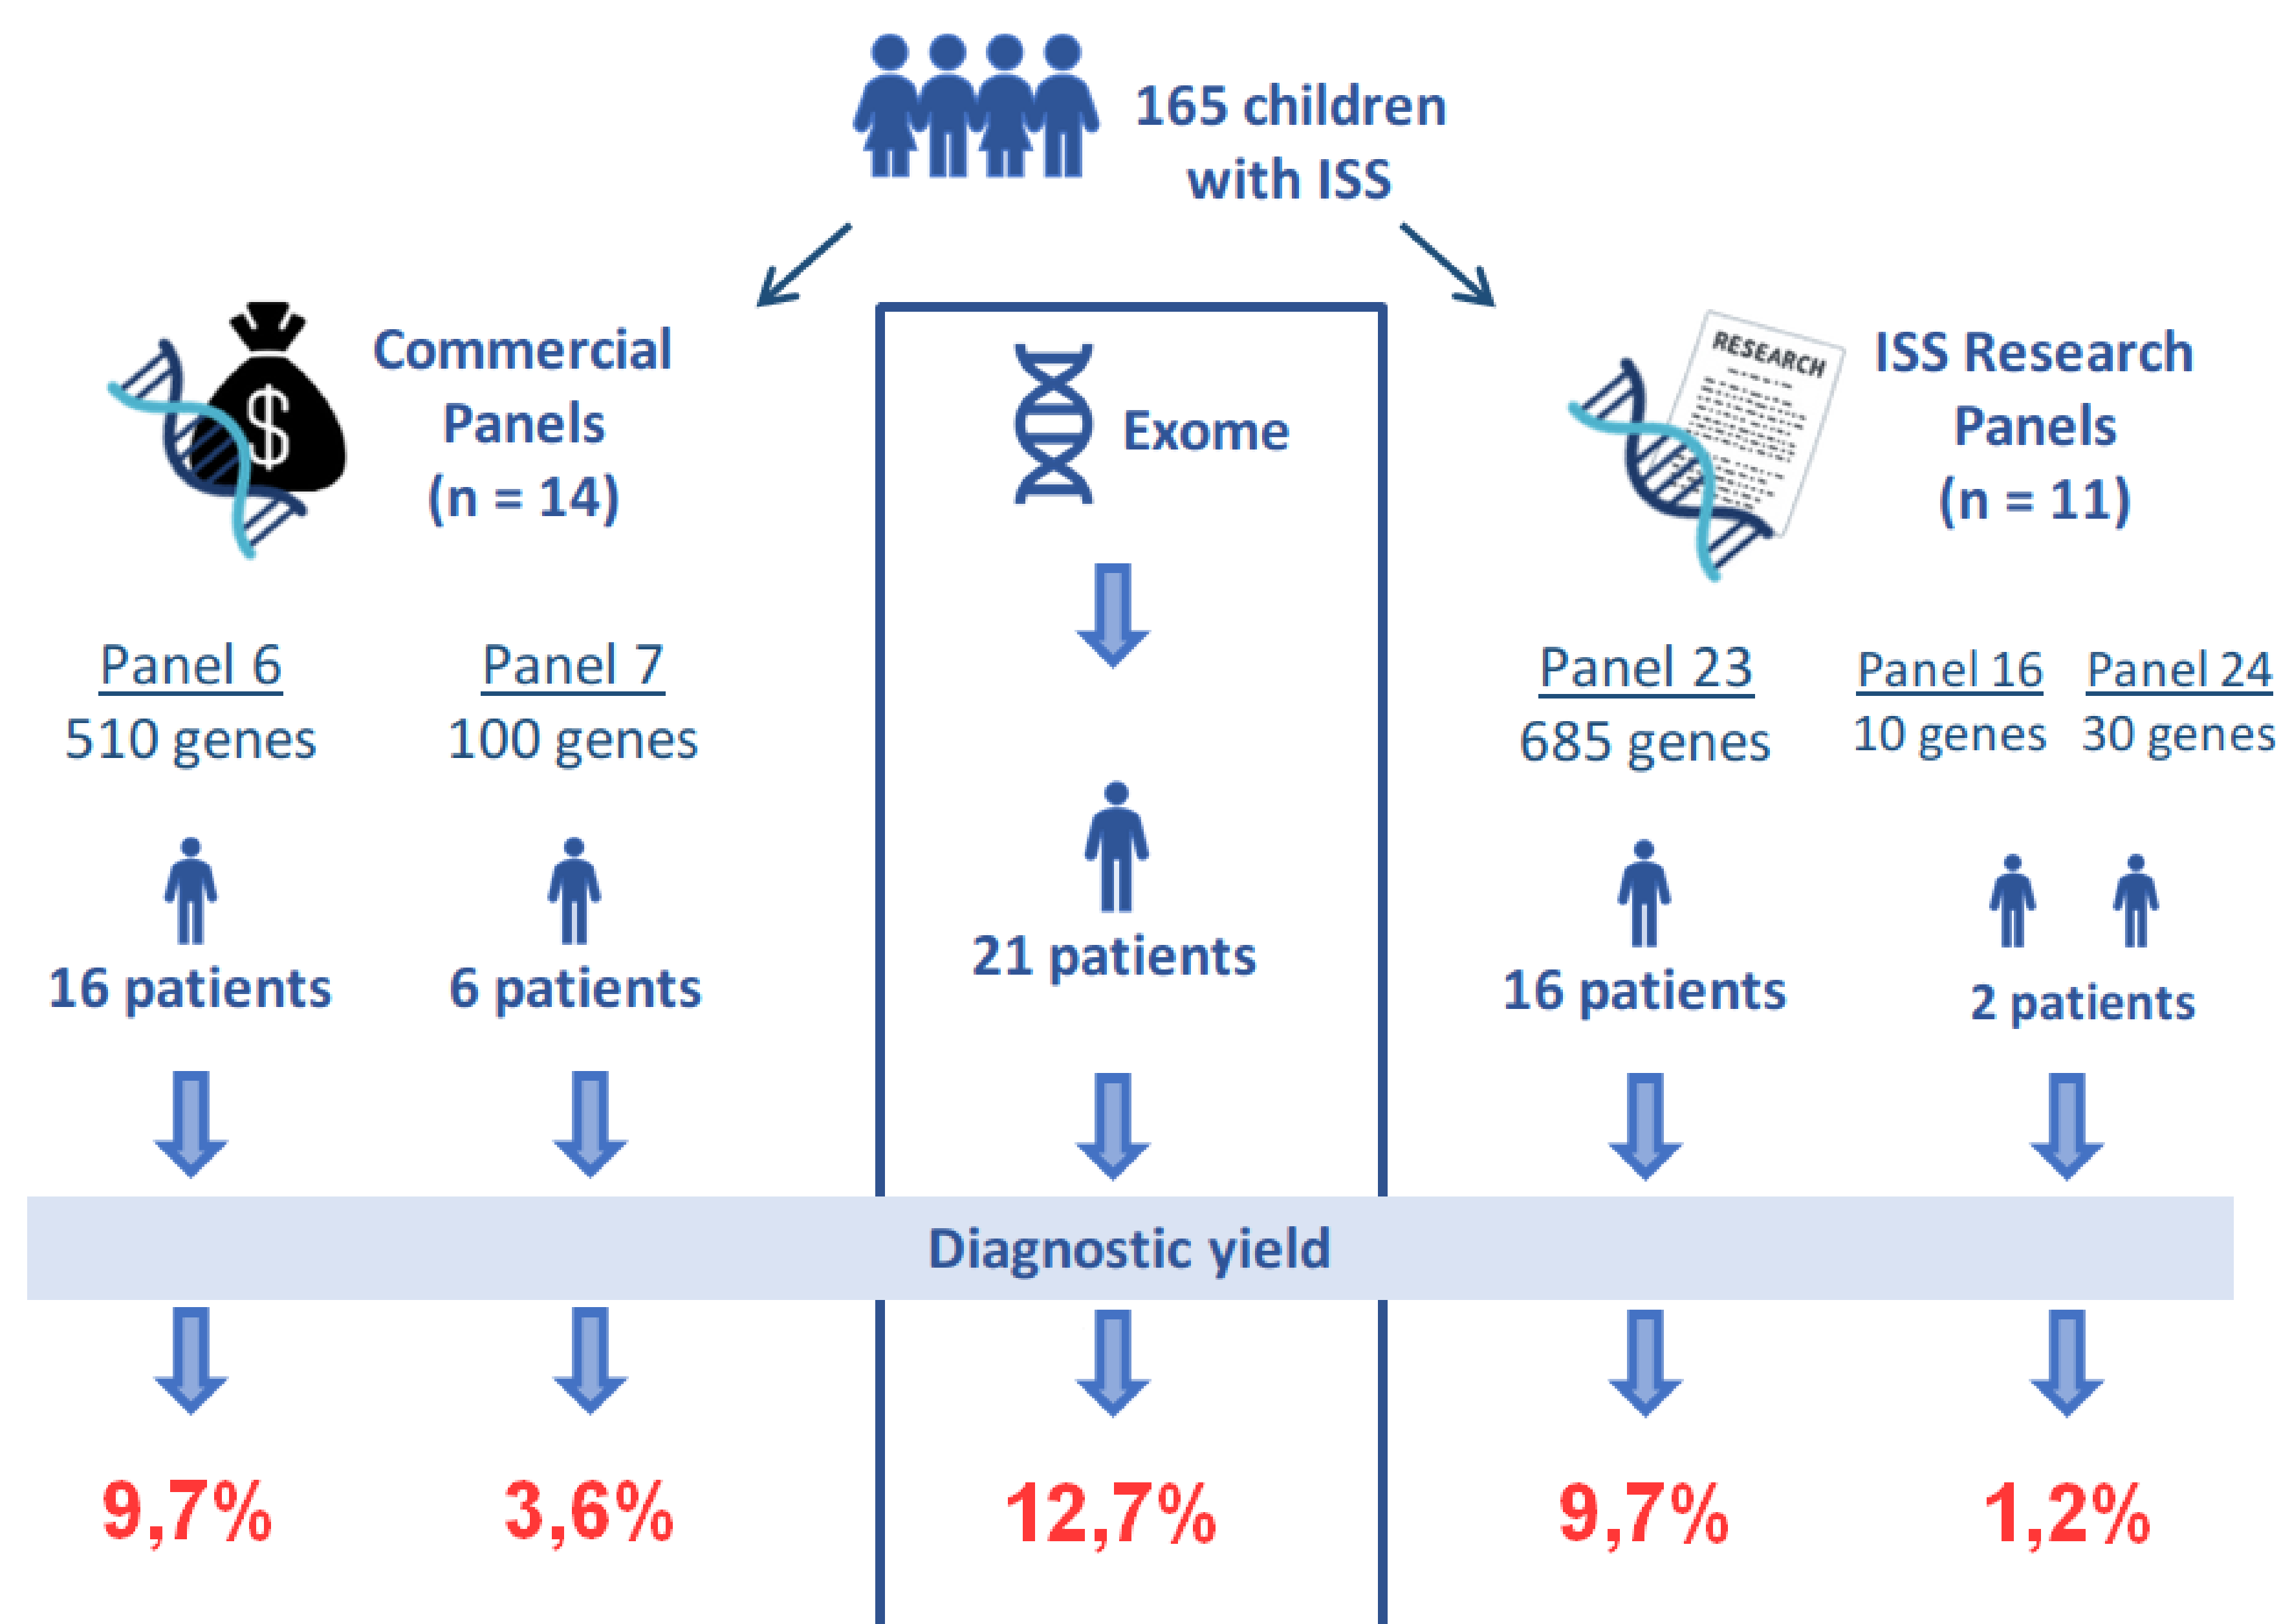 165 children
with ISS
Commercial
Panels
(n = 14)
$
Exome
RESEARCH
ISS Research
Panels
(n = 11)
Panel 6
510 genes
Panel 7
100 genes
Panel 23
685 genes
Panel 16
10 genes
Panel 24
30 genes
16 patients
6 patients
21 patients
16 patients
2 patients
Diagnostic yield
9,7%
3,6%
12,7%
9,7%
1,2%